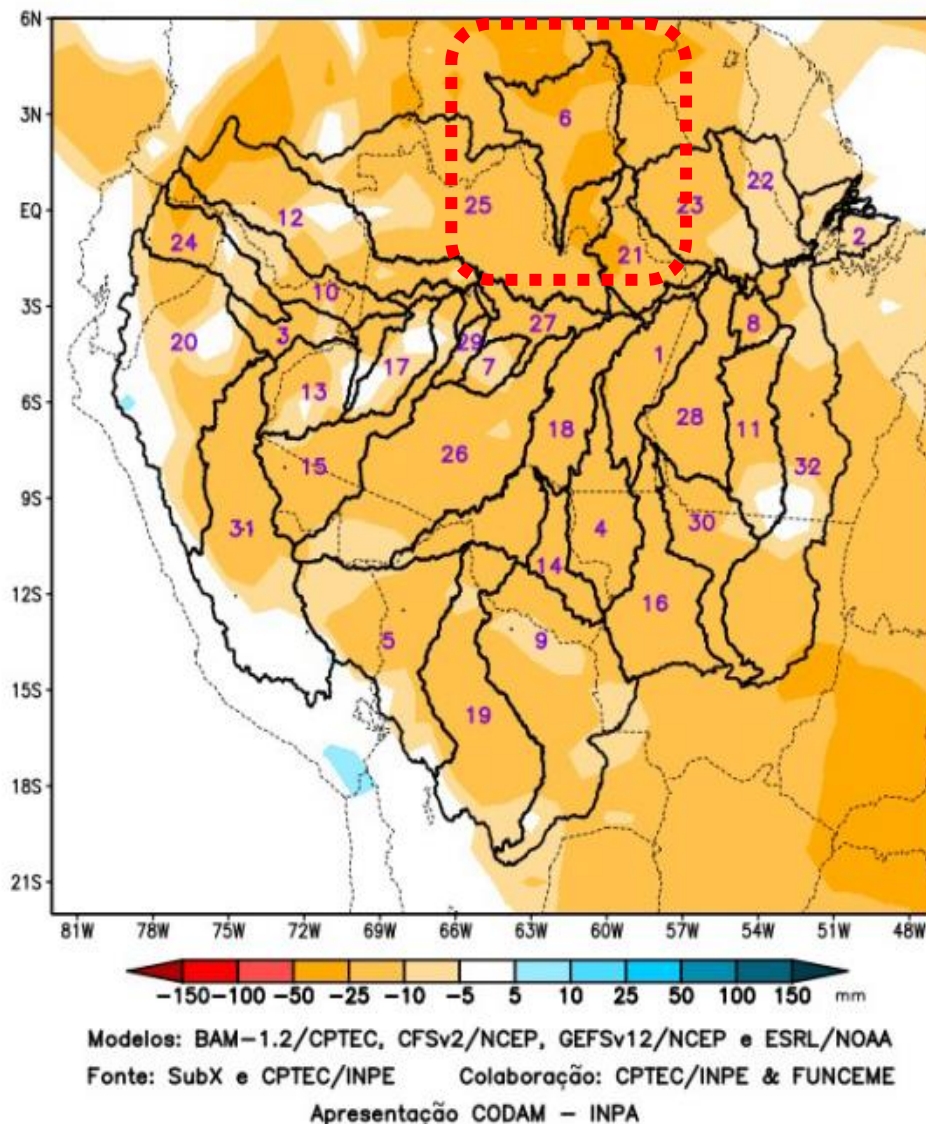 6N
3N
EQ
3S
6S
9S
12S
15S
18S
21S
6
12
25
23
22
2
24
21
10
20
3
27
8
29
1
17
7
13
18
28
11
26
15
32
31
4
30
14
16
5
9
19
81W 78W 75W 72W 69W 66W 63W 60W 57W 54W 51W 48W
-150 -100 -50 -25 -10 -5 5 10 25 50 100 150 mm
Modelos: BAM-1.2/CPTEC, CFSv2/NCEP, GEFSv12/NCEP e ESRL/NOAA
Fonte: SubX e CPTEC/INPE Colaboração: CPTEC/INPE & FUNCEME
Apresentação CODAM - INPA